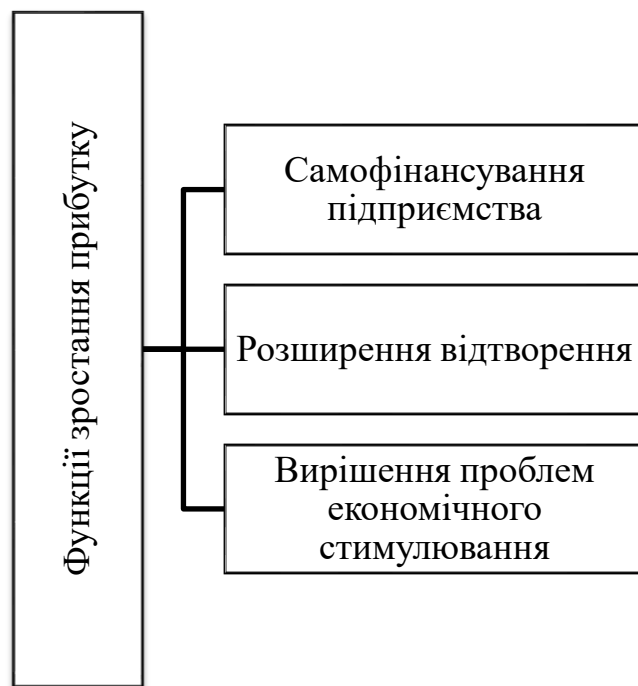 Функції зростання прибутку
Самофінансування
підприємства
Розширення відтворення
Вирішення проблем
економічного
стимулювання